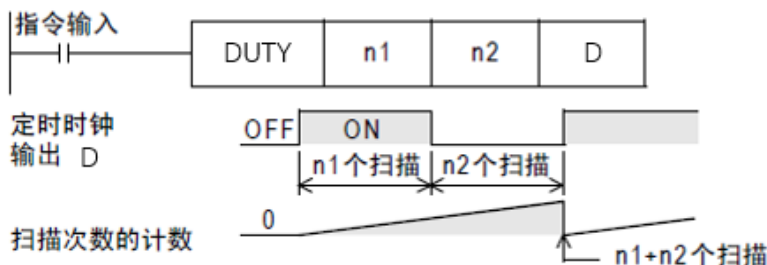 指令输入
DUTY n1 n2 D
定时时钟
输出 D
OFF ON
n1个扫描 n2个扫描
扫描次数的计数
0
n1+n2个扫描